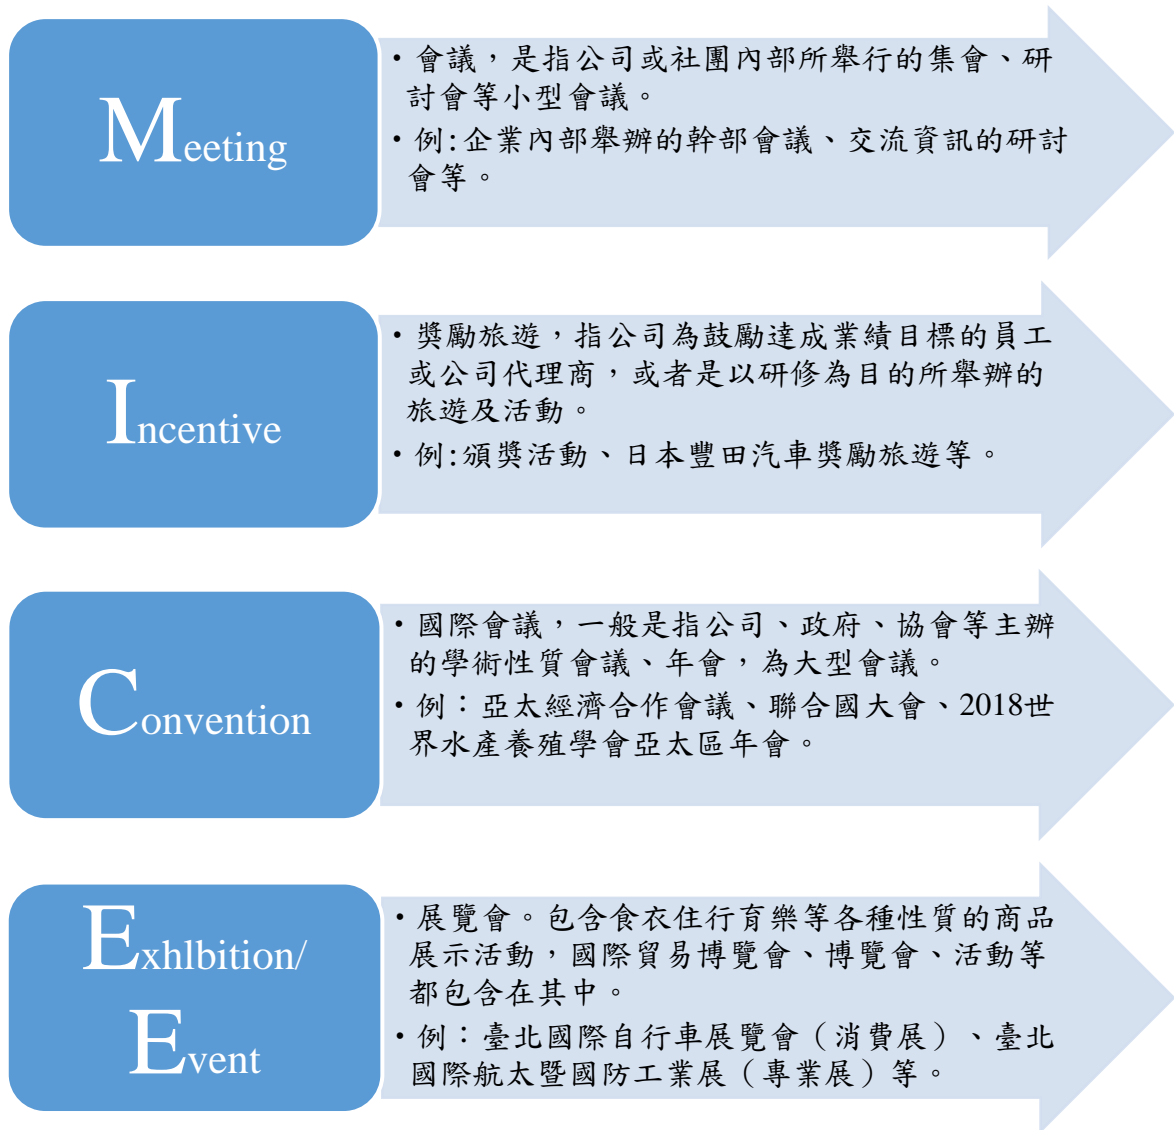 Meeting
・會議，是指公司或社團內部所舉行的集會、研
討會等小型會議。
・例:企業內部舉辦的幹部會議、交流資訊的研討
會等。
Incentive
・獎勵旅遊，指公司為鼓勵達成業績目標的員工
或公司代理商，或者是以研修為目的所舉辦的
旅遊及活動。
・例:頒獎活動、日本豐田汽車獎勵旅遊等。
Convention
・國際會議，一般是指公司、政府、協會等主辦
的學術性質會議、年會，為大型會議。
・例：亞太經濟合作會議、聯合國大會、2018世
界水產養殖學會亞太區年會。
Exhlbition/
Event
・展覽會。包含食衣住行育樂等各種性質的商品
展示活動，國際貿易博覽會、博覽會、活動等
都包含在其中。
・例：臺北國際自行車展覽會（消費展）、臺北
國際航太暨國防工業展（專業展）等。